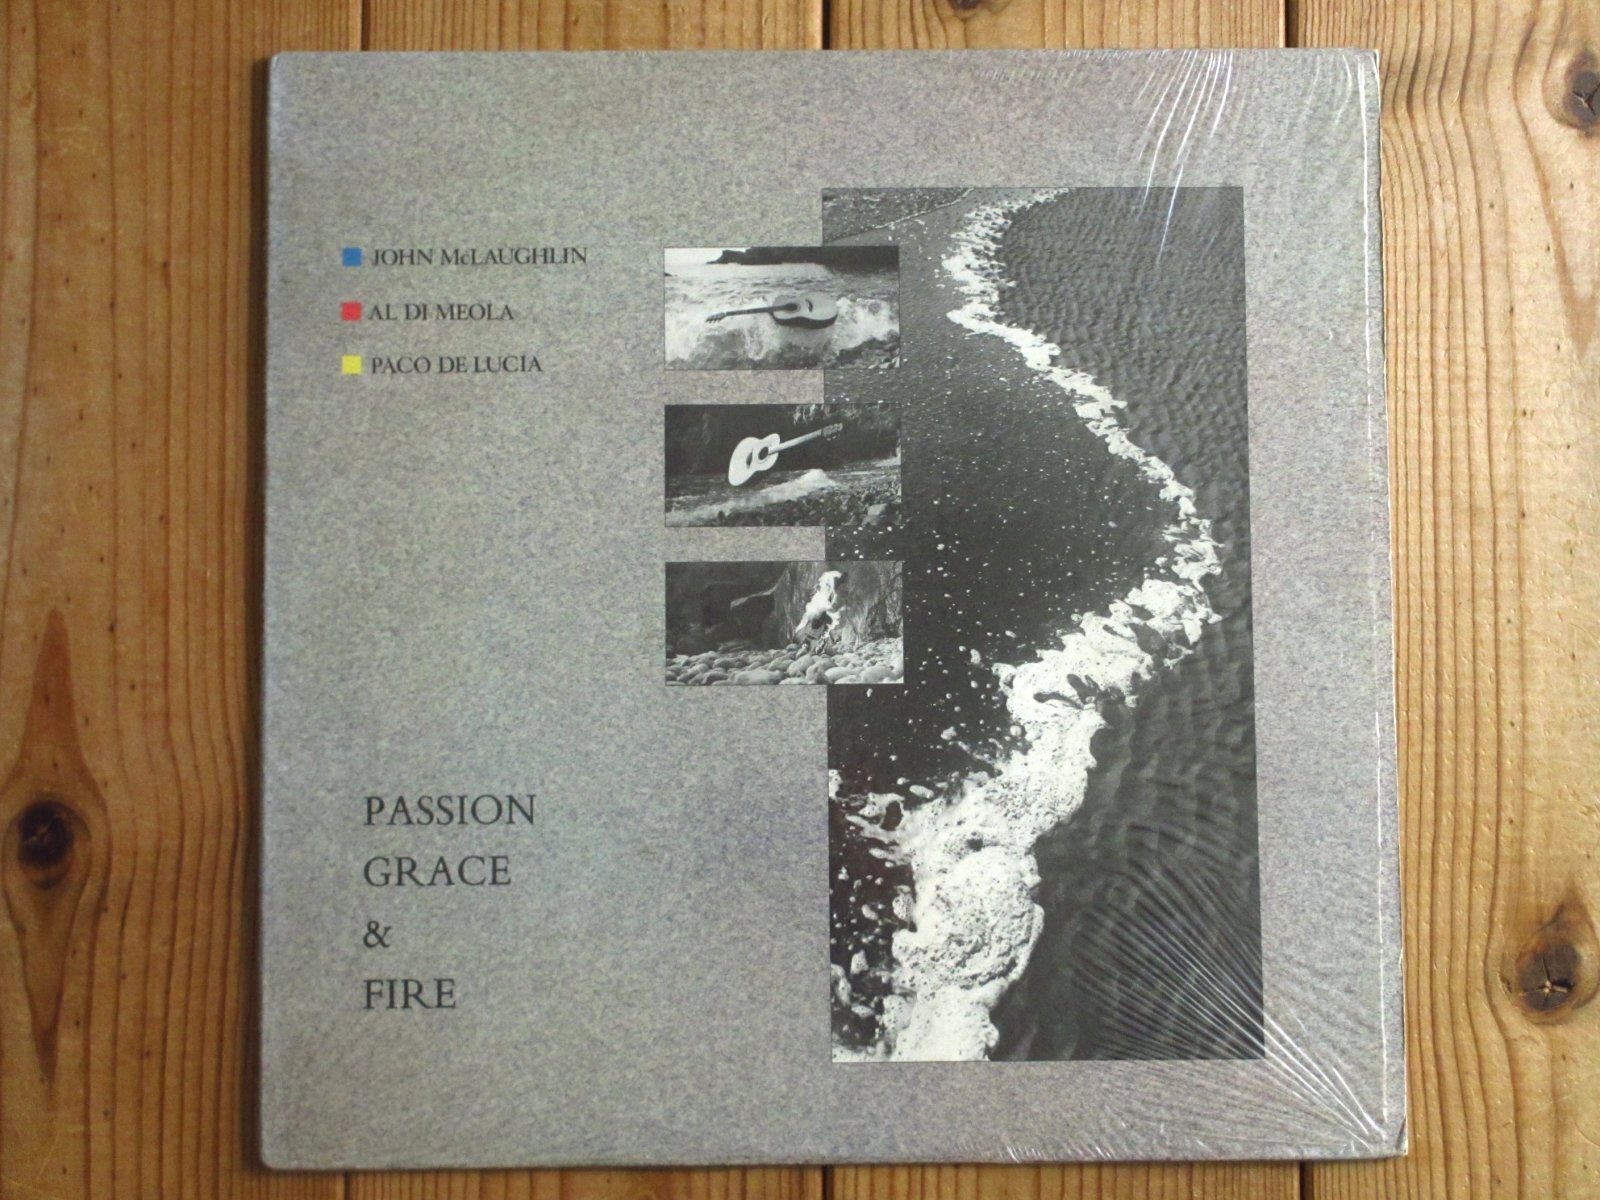 JOHN McLAUGHLIN
AL DI MEOLA
PACO DE LUCIA
PASSION
GRACE
&
FIRE